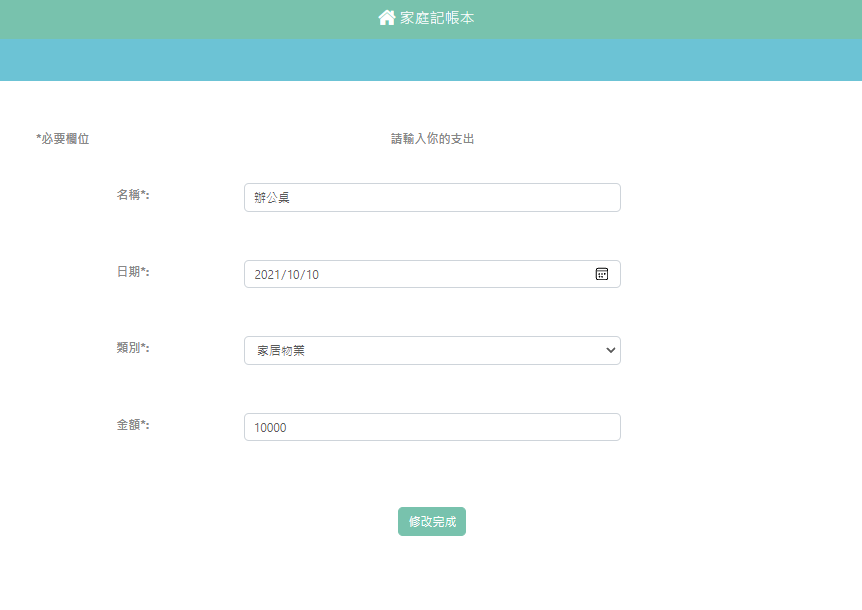 家庭記帳本
*必要欄位 請輸入你的支出
名稱*: 辦公桌
日期*: 2021/10/10
類別*: 家居物業
金額*: 10000
修改完成